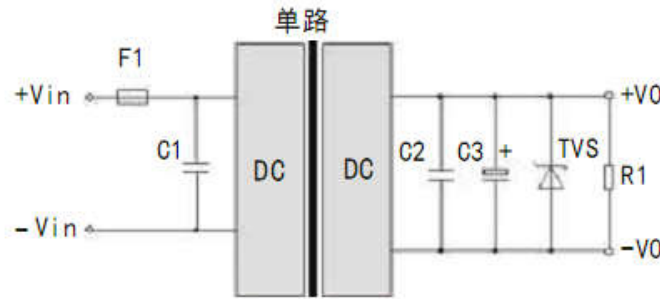 单路
F1
+Vin
C1
-Vin
DC
DC
C2
C3
+
TVS
R1
+VO
-VO